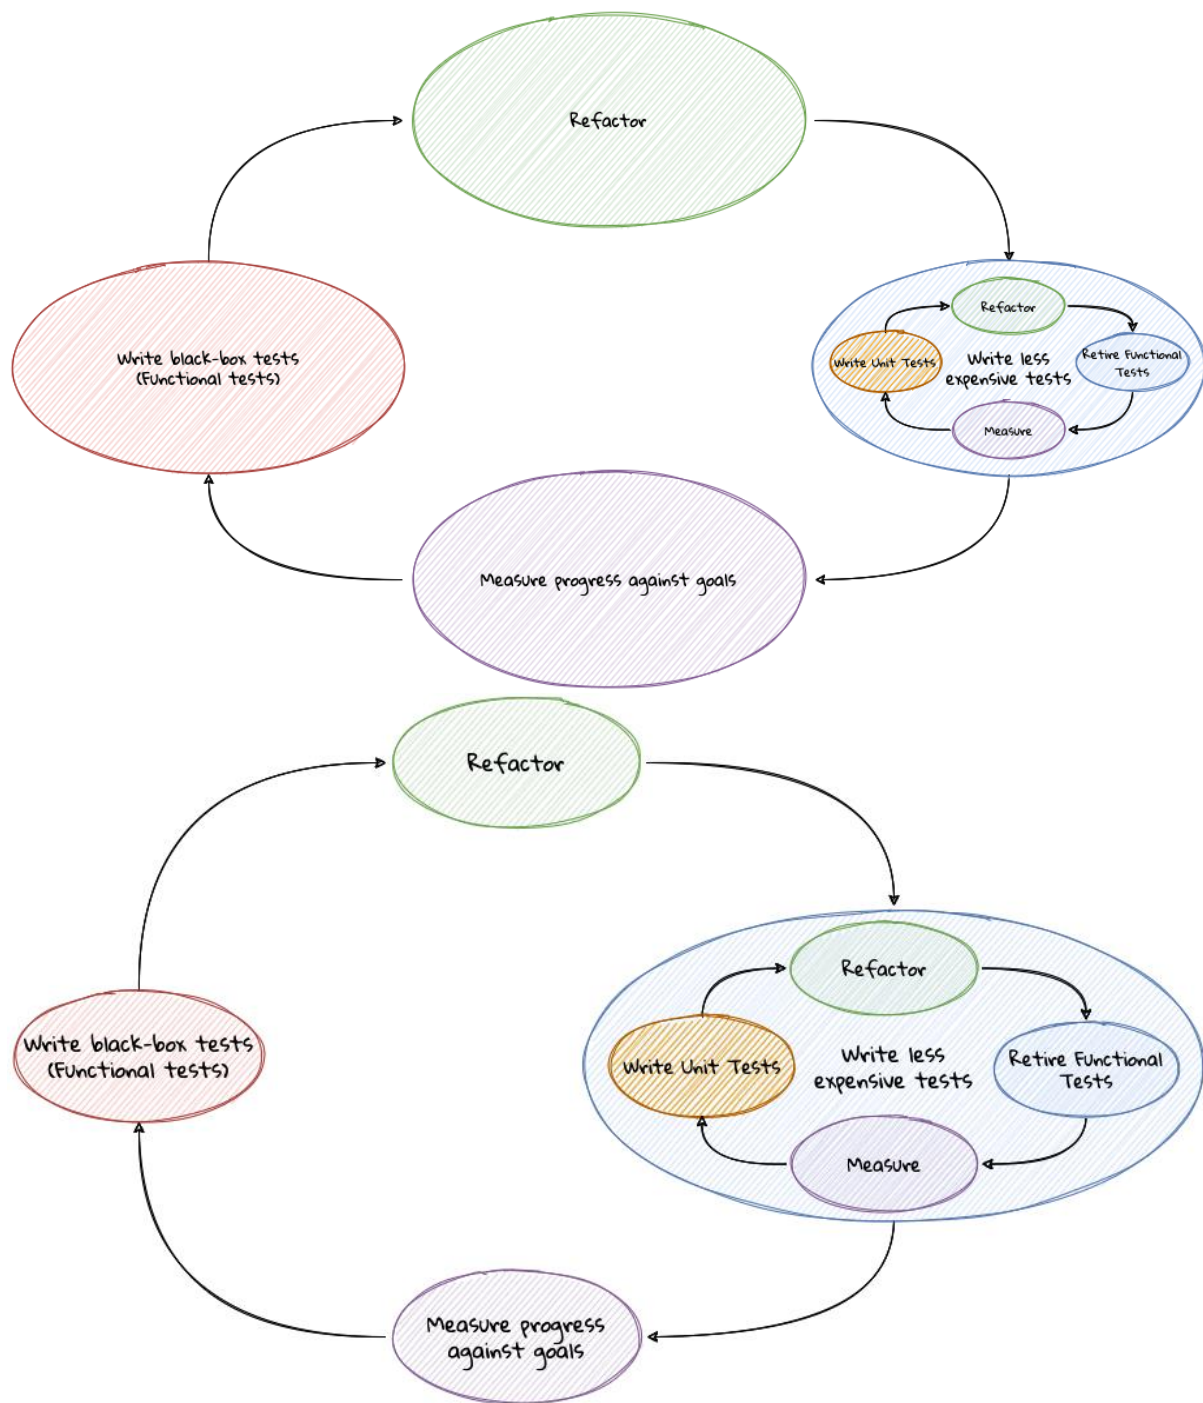 Refactor
Write black-box tests
(Functional tests)
Refactor
Write Unit Tests
Write less
expensive tests
Retire Functional
Tests
Measure
Measure progress against goals
Refactor
Write black-box tests
(Functional tests)
Refactor
Write Unit Tests
Write less
expensive tests
Retire Functional
Tests
Measure
Measure progress
against goals